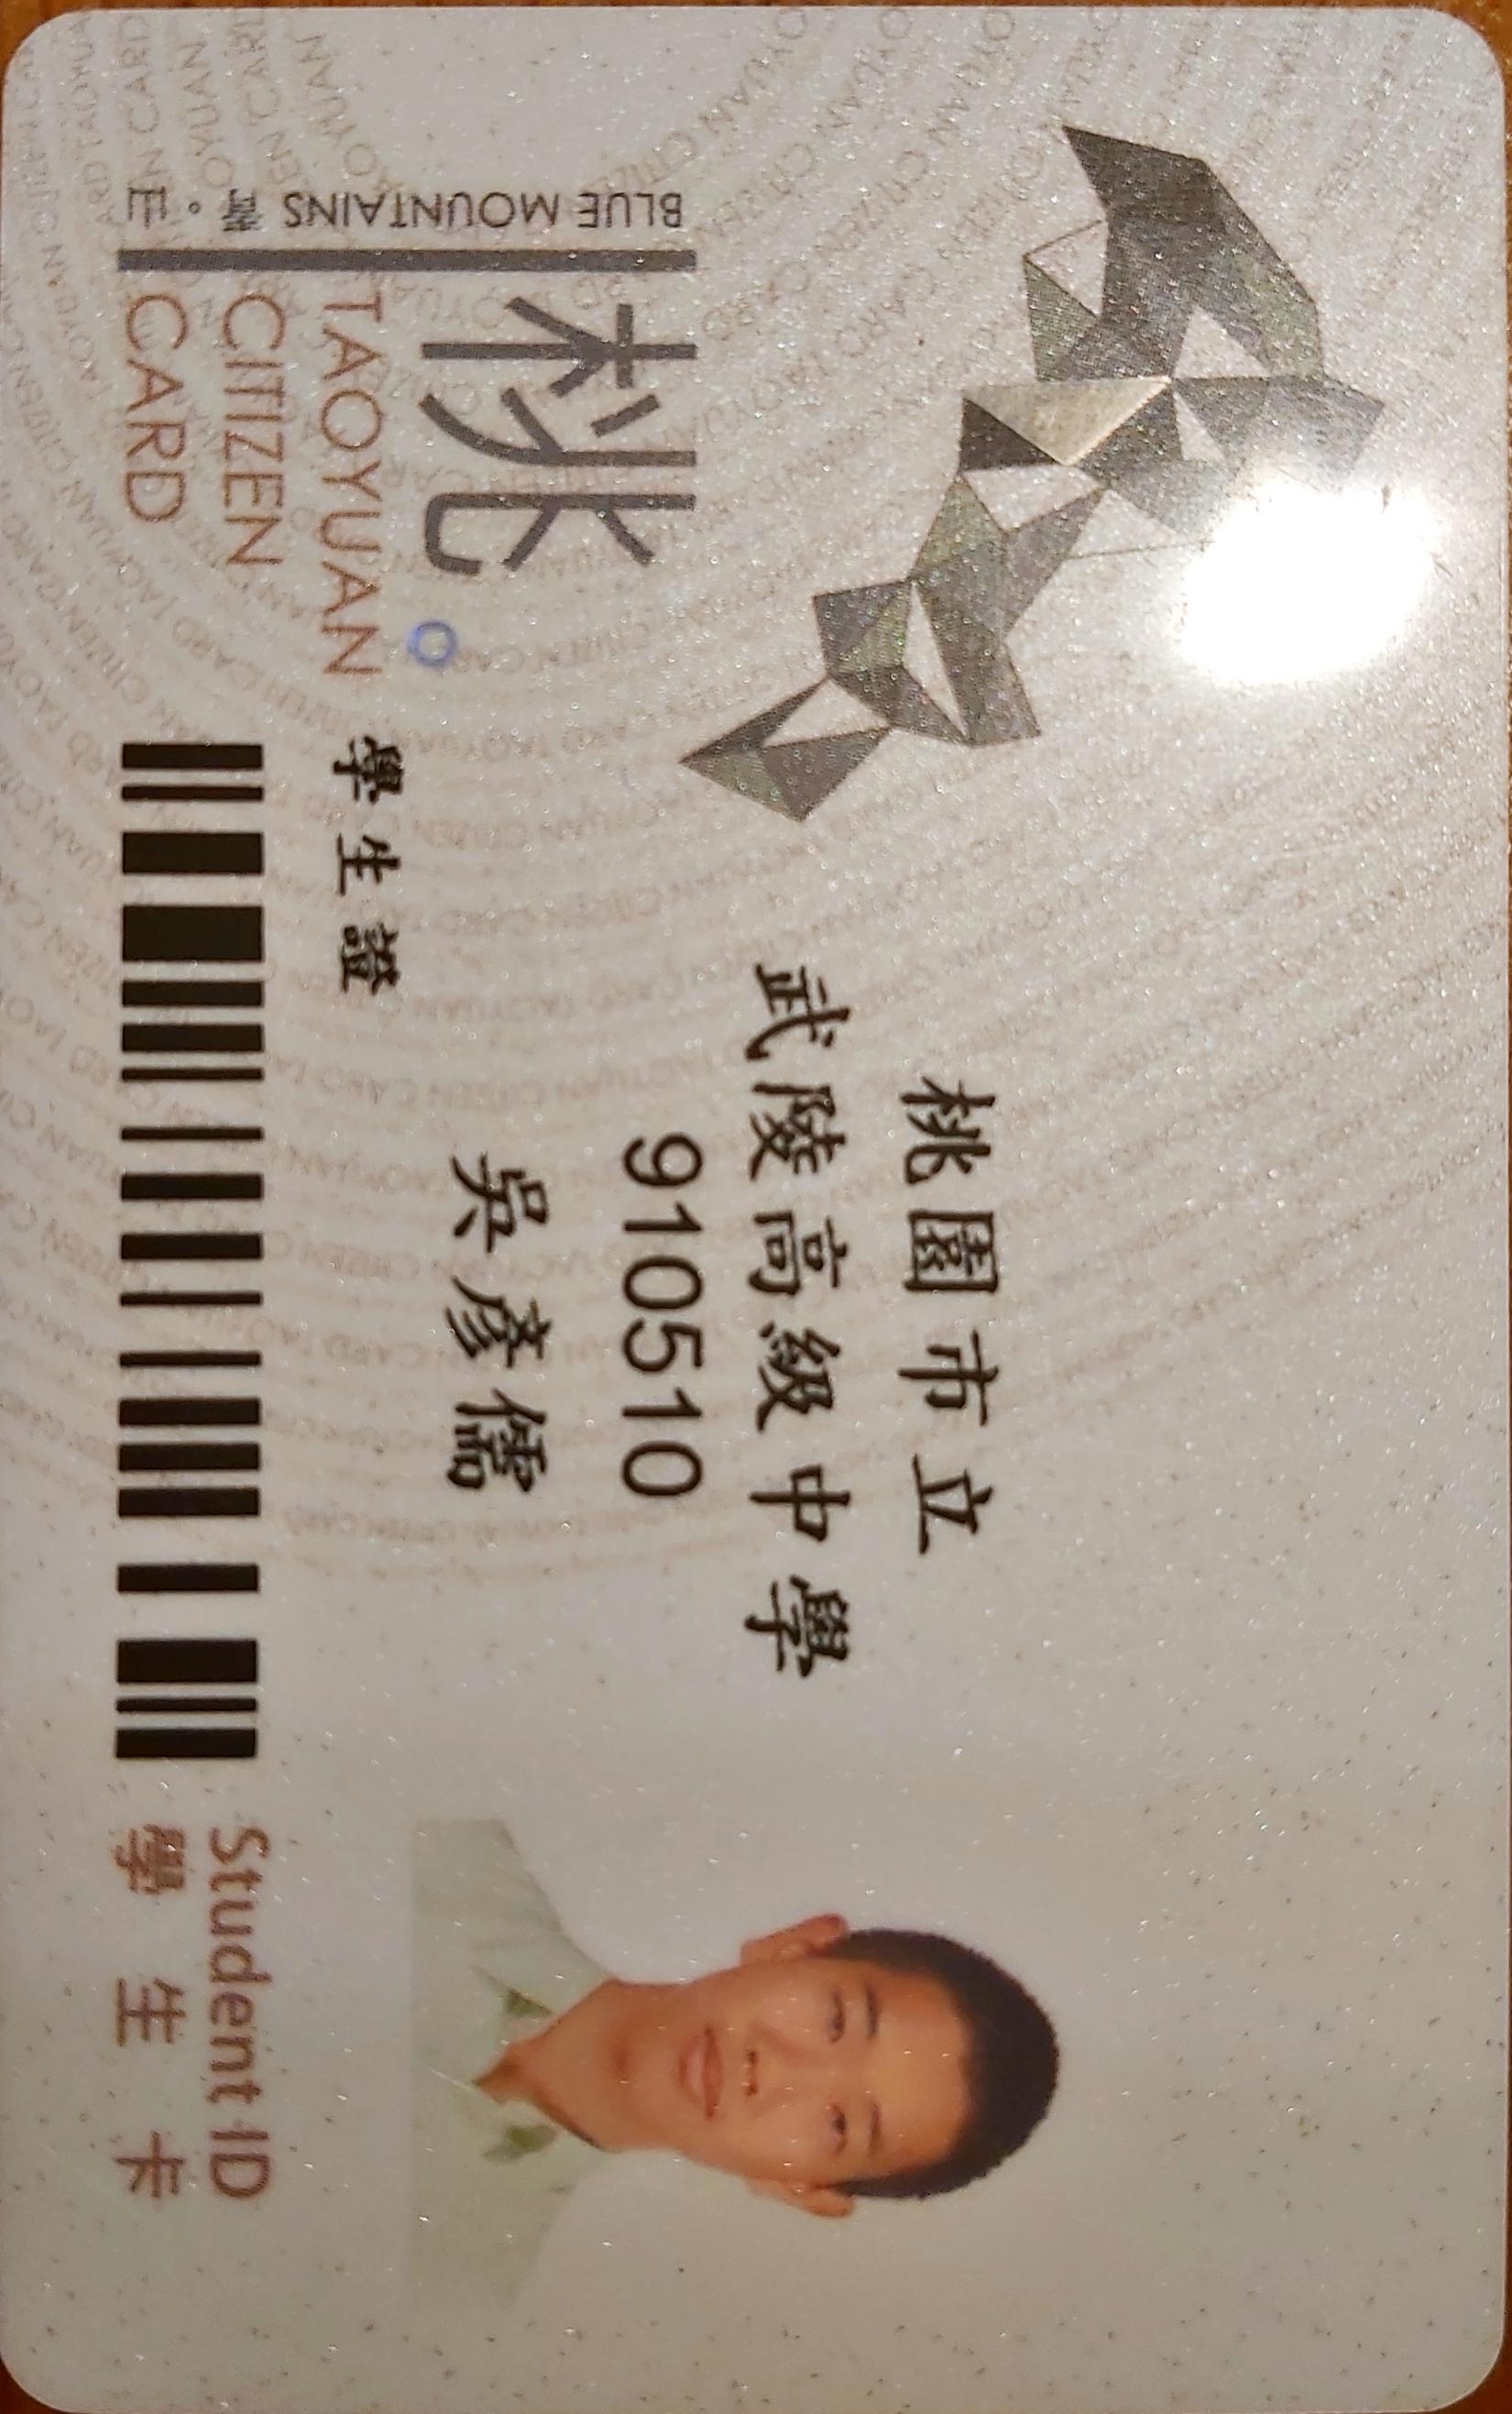 桃園市立
武陵高級中學
910510
吳彥儒
學生證
桃。
BLUE MOUNTAINS 青。山
TAOYUAN
CITIZEN
CARD
Student ID
學生卡